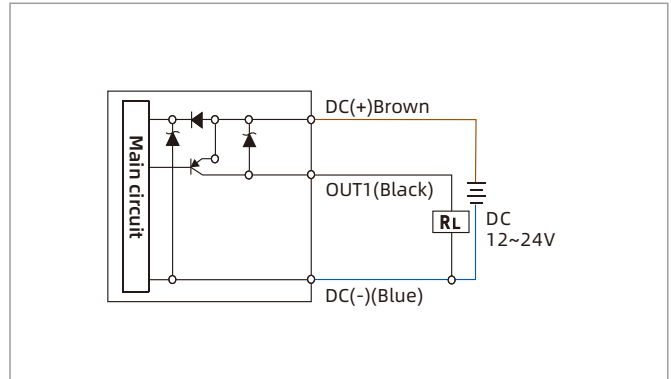 DC(+)Brown
Main circuit
OUT1(Black)
RL
DC
12~24V
DC(-)(Blue)